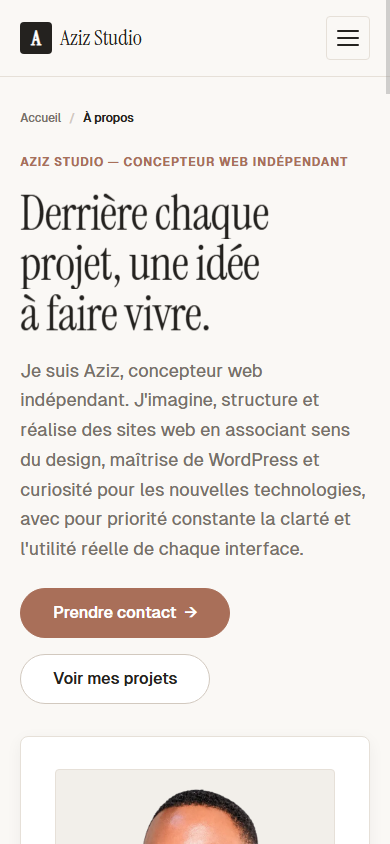 A Aziz Studio
Accueil / À propos
AZIZ STUDIO — CONCEPTEUR WEB INDÉPENDANT
Derrière chaque
projet, une idée
à faire vivre.
Je suis Aziz, concepteur web
indépendant. J'imagine, structure et
réalise des sites web en associant sens
du design, maîtrise de WordPress et
curiosité pour les nouvelles technologies,
avec pour priorité constante la clarté et
l'utilité réelle de chaque interface.
Prendre contact →
Voir mes projets